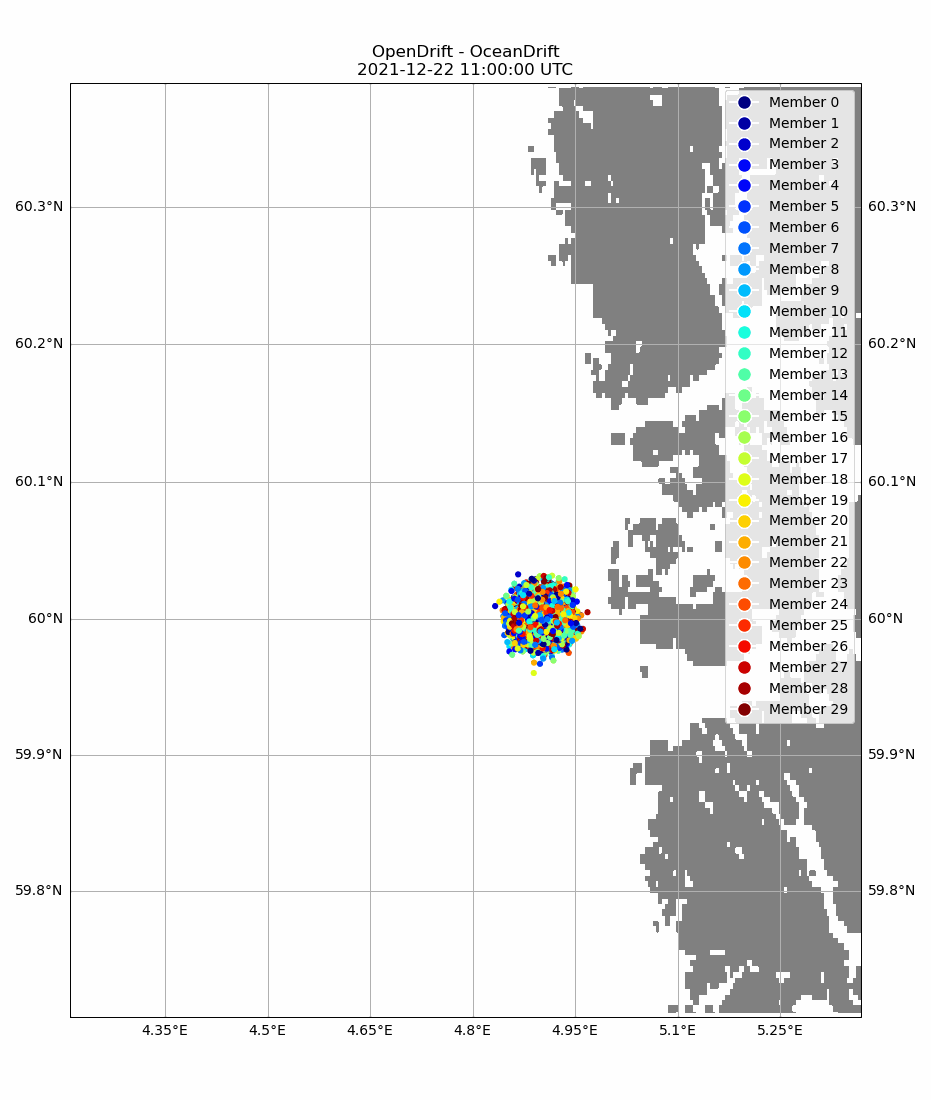 OpenDrift - OceanDrift
2021-12-22 11:00:00 UTC
Member 0
Member 1
Member 2
Member 3
Member 4
Member 5
Member 6
Member 7
Member 8
Member 9
Member 10
Member 11
Member 12
Member 13
Member 14
Member 15
Member 16
Member 17
Member 18
Member 19
Member 20
Member 21
Member 22
Member 23
Member 24
Member 25
Member 26
Member 27
Member 28
Member 29
60.3°N
60.3°N
60.2°N
60.2°N
60.1°N
60.1°N
60°N
60°N
59.9°N
59.9°N
59.8°N
59.8°N
4.35°E
4.5°E
4.65°E
4.8°E
4.95°E
5.1°E
5.25°E